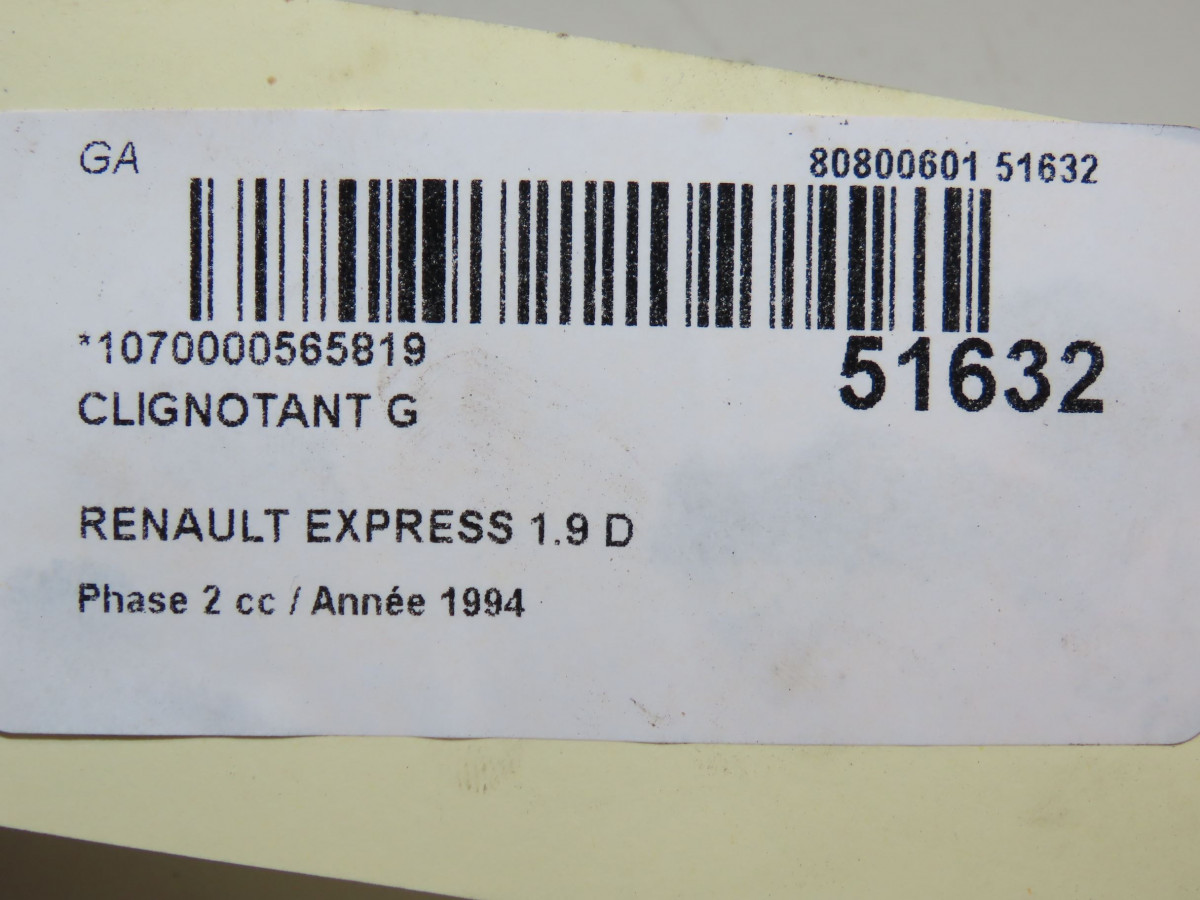 GA
80800601 51632
*1070000565819
51632
CLIGNOTANT G
RENAULT EXPRESS 1.9 D
Phase 2 cc / Année 1994